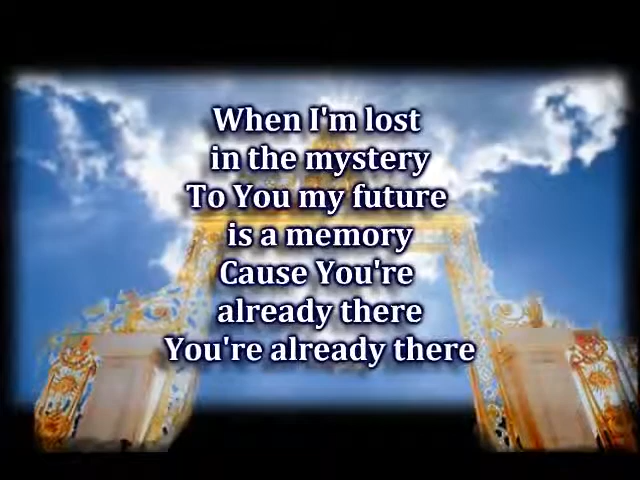 When I'm lost
in the mystery
To You my future
is a memory
Cause You're
already there
You're already there